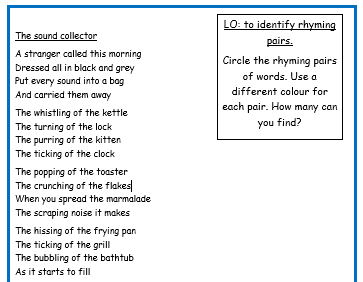 The sound collector
A stranger called this morning
Dressed all in black and grey
Put every sound into a bag
And carried them away
The whistling of the kettle
The turning of the lock
The purring of the kitten
The ticking of the clock
The popping of the toaster
The crunching of the flakes
When you spread the marmalade
The scraping noise it makes
The hissing of the frying pan
The ticking of the grill
The bubbling of the bathtub
As it starts to fill
LO: to identify rhyming
pairs.
Circle the rhyming pairs
of words. Use a
different colour for
each pair. How many can
you find?